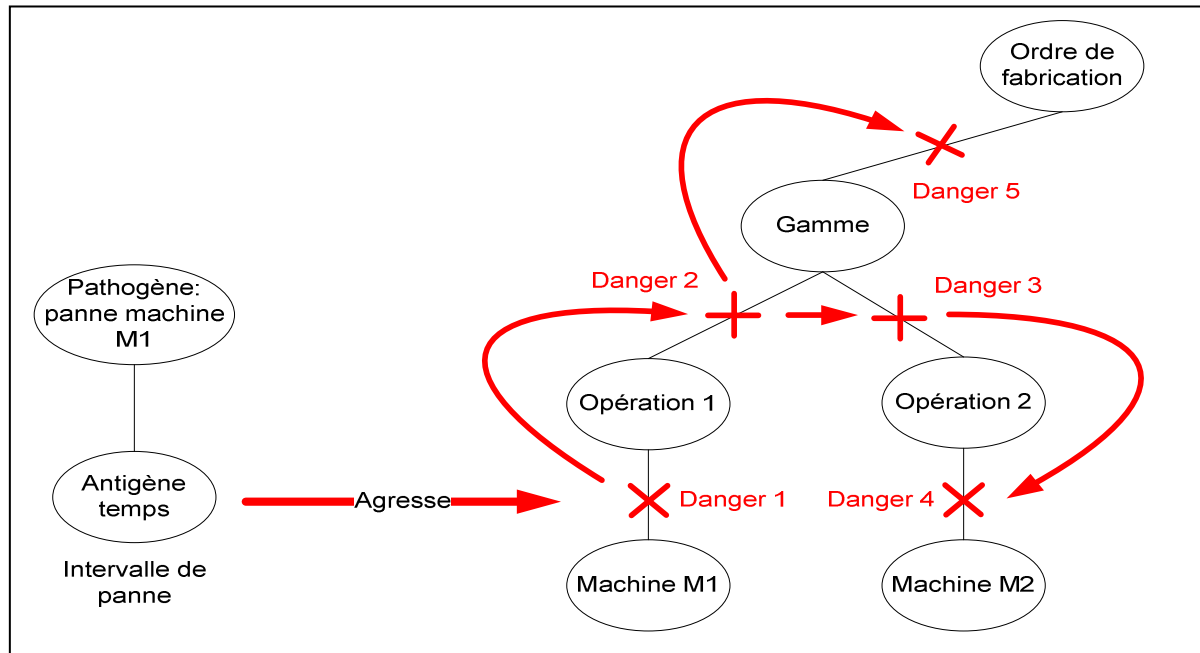 Ordre de
fabrication
Danger 5
Gamme
Danger 2
Danger 3
Pathogène:
panne machine
M1
Opération 1
Opération 2
Antigène
temps
Agresse
Danger 1
Danger 4
Intervalle de
panne
Machine M1
Machine M2